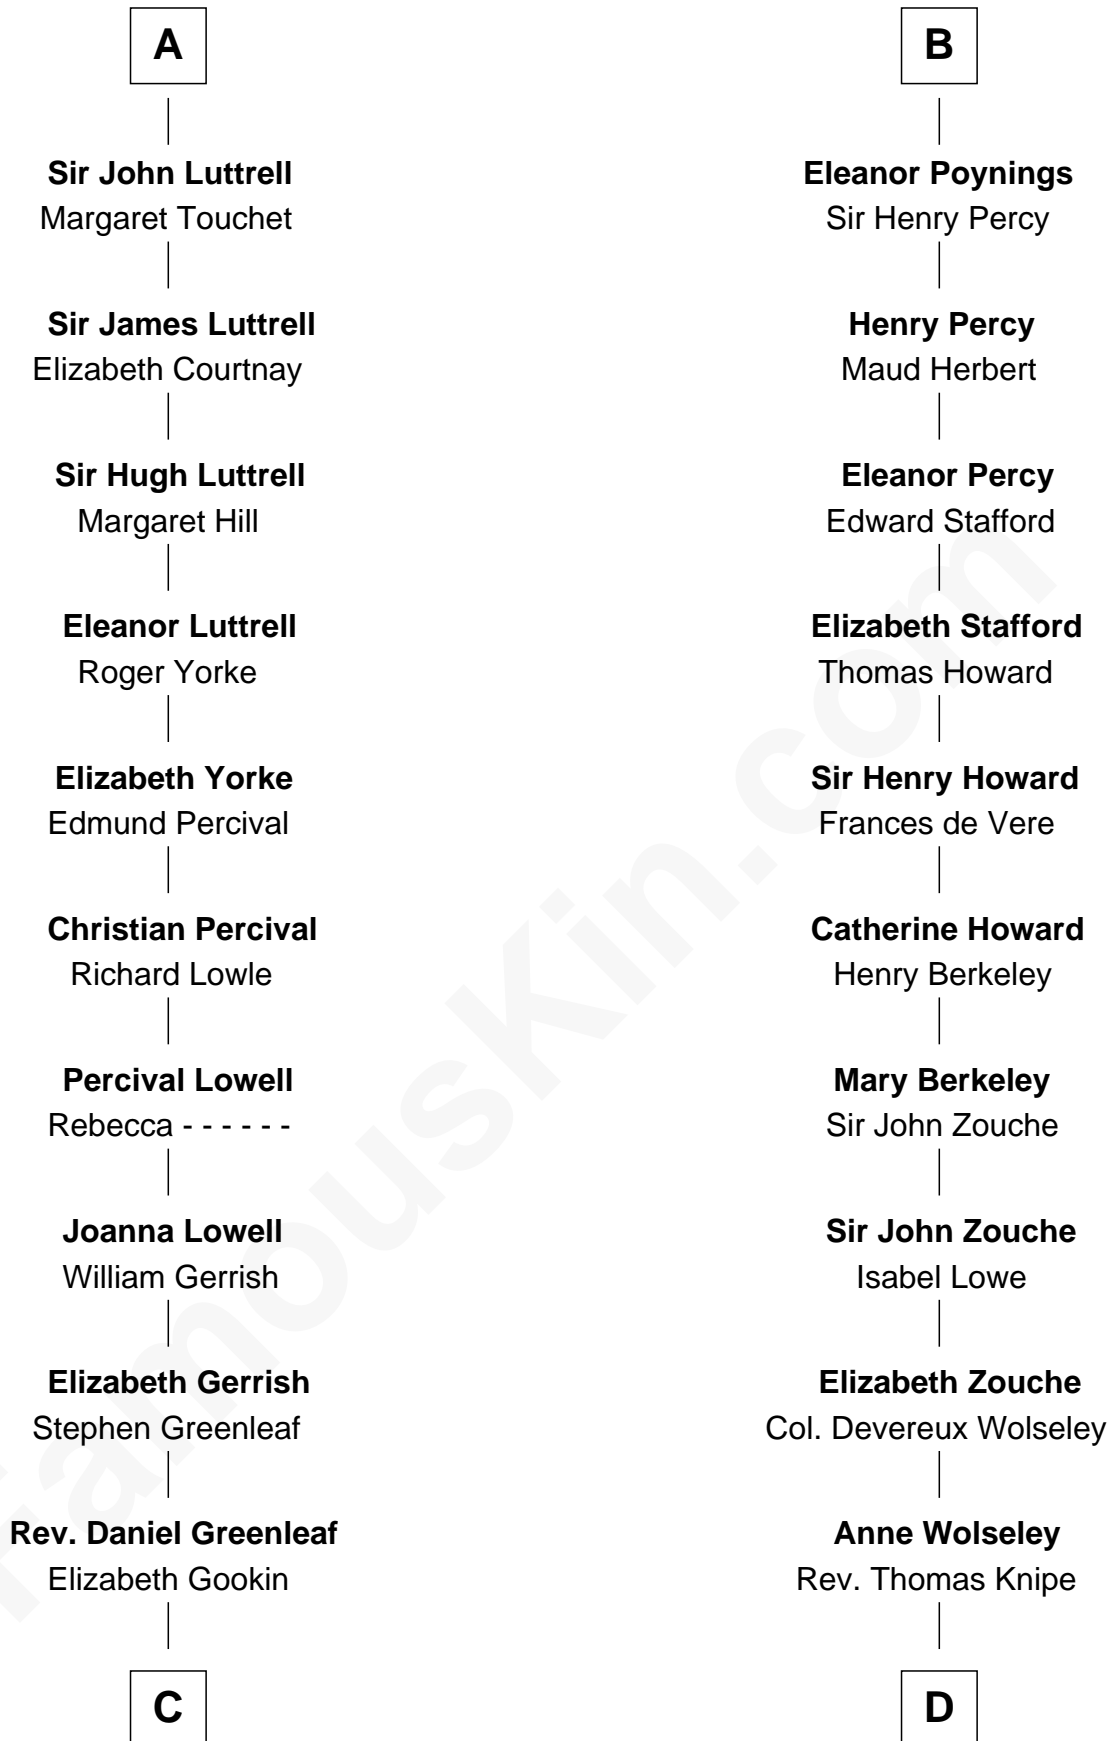 A
Sir John Luttrell
Margaret Touchet
Sir James Luttrell
Elizabeth Courtnay
Sir Hugh Luttrell
Margaret Hill
Eleanor Luttrell
Roger Yorke
Elizabeth Yorke
Edmund Percival
Christian Percival
Richard Lowle
Percival Lowell
Rebecca - - - - - -
Joanna Lowell
William Gerrish
Elizabeth Gerrish
Stephen Greenleaf
Rev. Daniel Greenleaf
Elizabeth Gookin
C
B
Eleanor Poynings
Sir Henry Percy
Henry Percy
Maud Herbert
Eleanor Percy
Edward Stafford
Elizabeth Stafford
Thomas Howard
Sir Henry Howard
Frances de Vere
Catherine Howard
Henry Berkeley
Mary Berkeley
Sir John Zouche
Sir John Zouche
Isabel Lowe
Elizabeth Zouche
Col. Devereux Wolseley
Anne Wolseley
Rev. Thomas Knipe
D
FamousKin.com